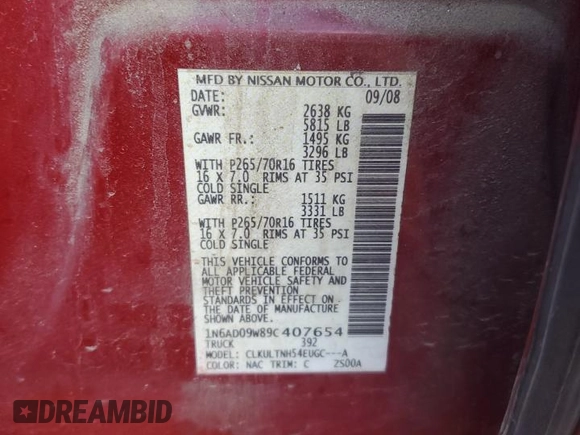 MFD BY NISSAN MOTOR CO., LTD.
DATE: 09/08
GVWR: 2638 KG
5815 LB
GAWR FR.: 1495 KG
3296 LB
WITH P265/70R16 TIRES
16 X 7.0 RIMS AT 35 PSI
COLD SINGLE
GAWR RR.: 1511 KG
3331 LB
WITH P265/70R16 TIRES
16 X 7.0 RIMS AT 35 PSI
COLD SINGLE
THIS VEHICLE CONFORMS TO
ALL APPLICABLE FEDERAL
MOTOR VEHICLE SAFETY AND
THEFT PREVENTION
STANDARDS IN EFFECT ON THE
DATE OF MANUFACTURE
SHOWN ABOVE.
1N6AD09W89C407654
TRUCK 392
MODEL: CLKULTNH54EUGC---A
COLOR: NAC TRIM: C 2S00A
DREAMBID